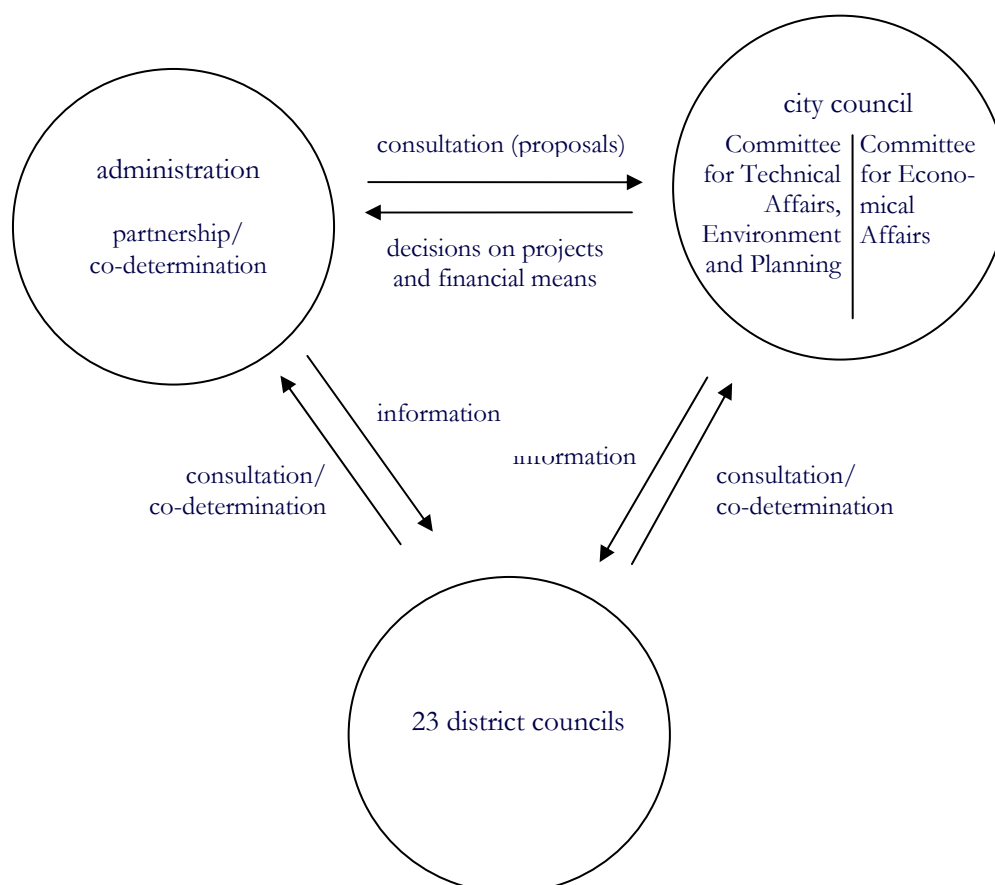 administration
partnership/
co-determination
consultation (proposals)
decisions on projects
and financial means
city council
Committee
for Technical
Affairs,
Environment
and Planning
Committee
for Econo-
mical
Affairs
information
consultation/
co-determination
information
consultation/
co-determination
23 district councils